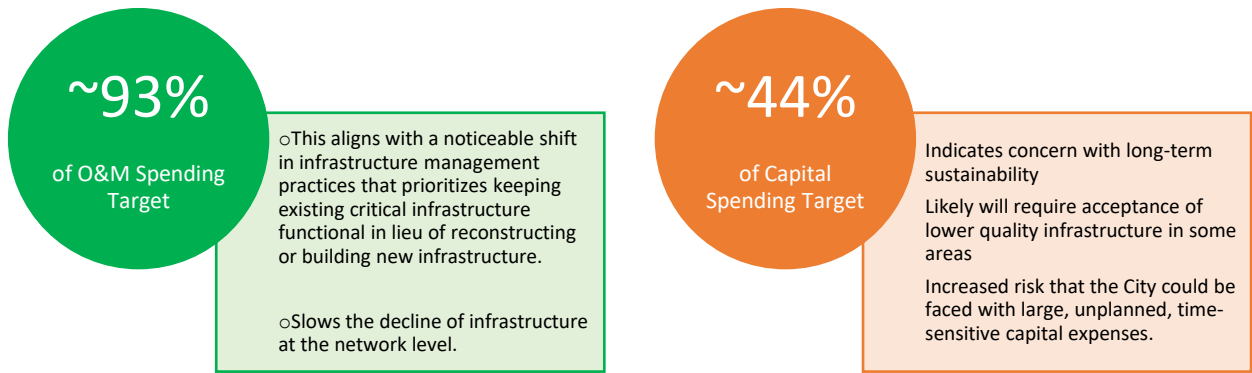 ~93%
of O&M Spending
Target
oThis aligns with a noticeable shift
in infrastructure management
practices that prioritizes keeping
existing critical infrastructure
functional in lieu of reconstructing
or building new infrastructure.
oSlows the decline of infrastructure
at the network level.
~44%
of Capital
Spending Target
Indicates concern with long-term
sustainability
Likely will require acceptance of
lower quality infrastructure in some
areas
Increased risk that the City could be
faced with large, unplanned, time-
sensitive capital expenses.